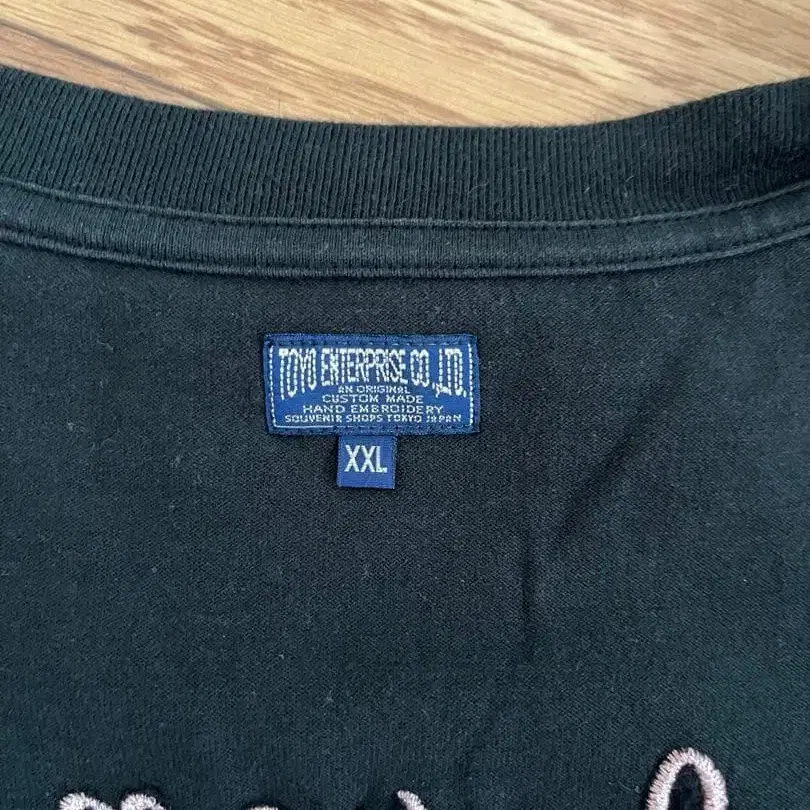 TOYO ENTERPRISE CO.,LTD.
AN ORIGINAL
CUSTOM MADE
HAND EMBROIDERY
SOUVENIR SHOPS TOKYO JAPAN
XXL